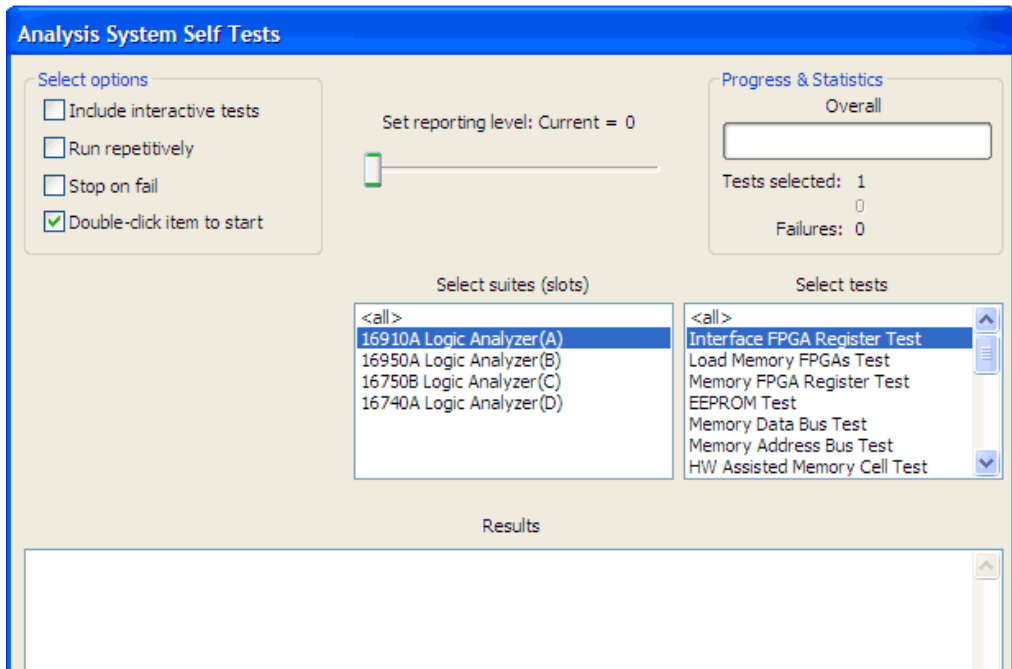 Analysis System Self Tests
Select options
Include interactive tests
Run repetitively
Stop on fail
Double-click item to start
Set reporting level: Current = 0
Progress & Statistics
Overall
Tests selected: 1
0
Failures: 0
Select suites (slots)
<all>
16910A Logic Analyzer(A)
16950A Logic Analyzer(B)
16750B Logic Analyzer(C)
16740A Logic Analyzer(D)
Select tests
<all>
Interface FPGA Register Test
Load Memory FPGAs Test
Memory FPGA Register Test
EEPROM Test
Memory Data Bus Test
Memory Address Bus Test
HW Assisted Memory Cell Test
Results